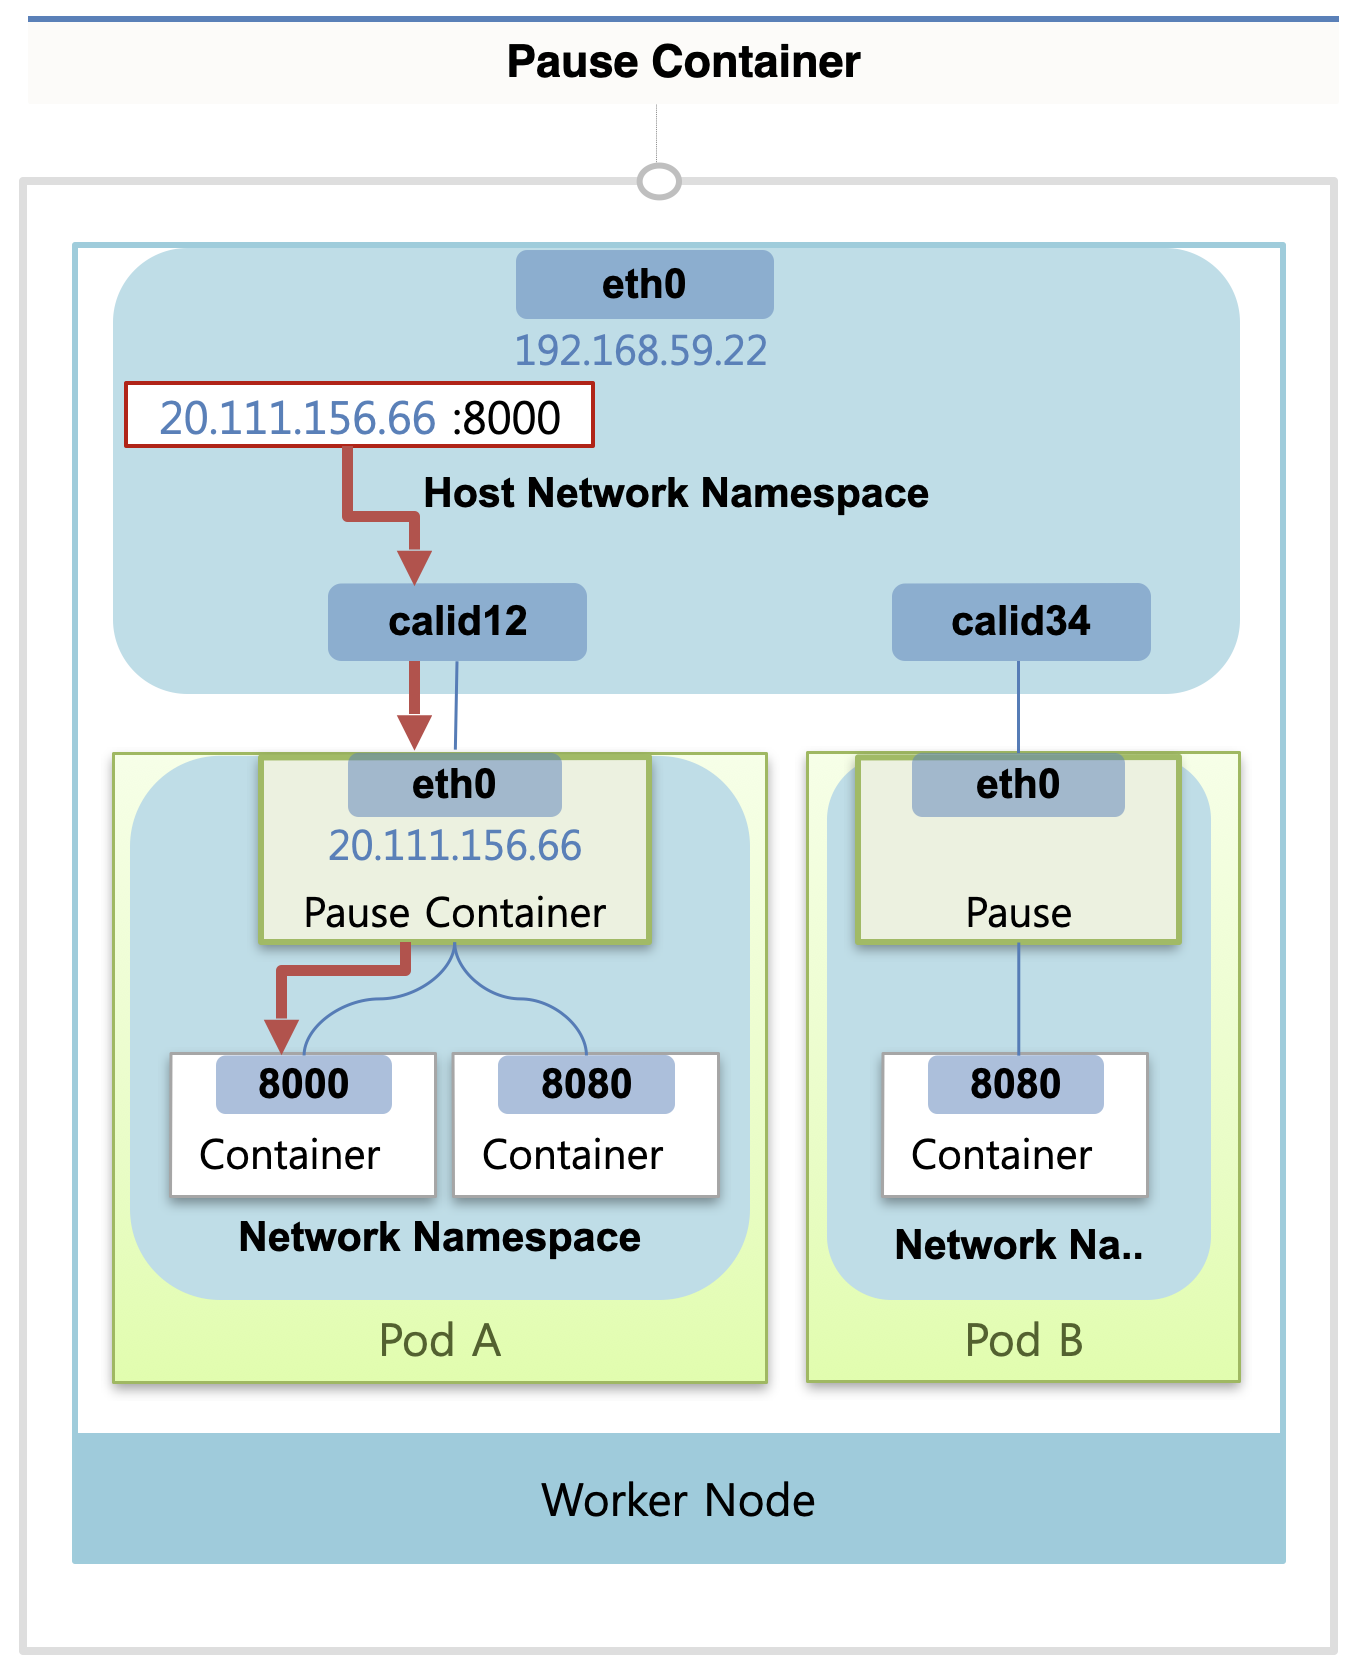 Pause Container
eth0
192.168.59.22
20.111.156.66 :8000
Host Network Namespace
calid12
calid34
eth0
20.111.156.66
Pause Container
8000
Container
8080
Container
Network Namespace
Pod A
eth0
Pause
8080
Container
Network Na..
Pod B
Worker Node